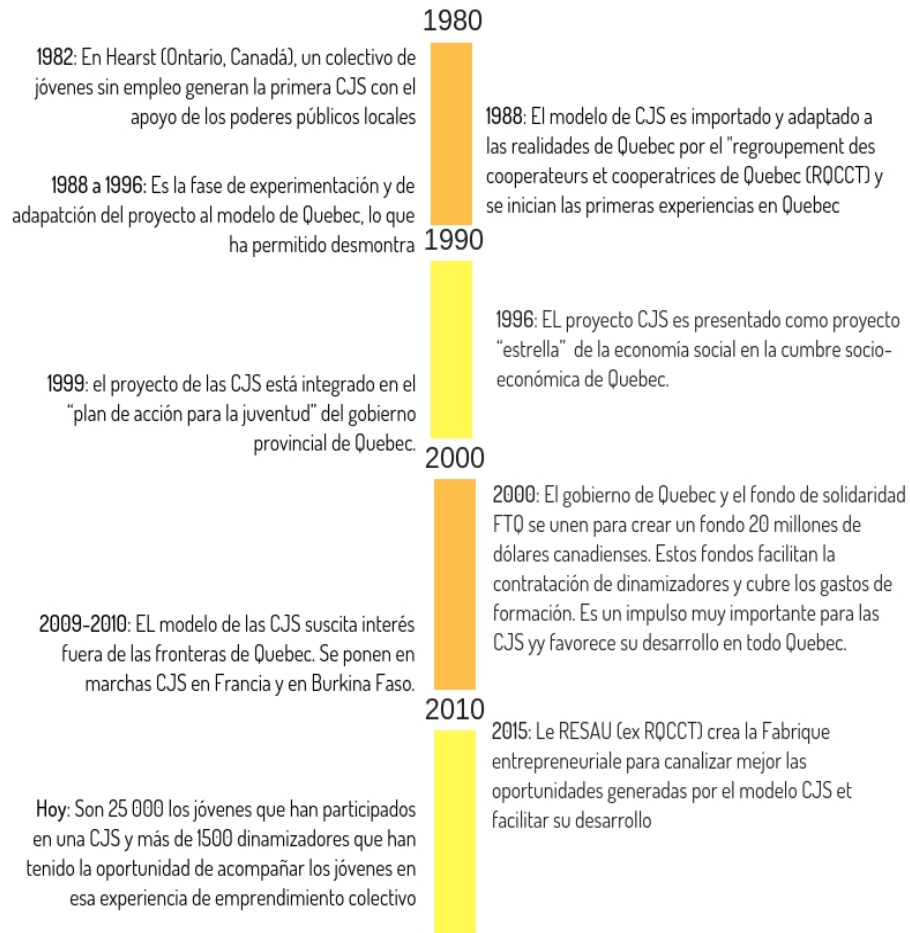 1980
1982: En Hearst (Ontario, Canadá), un colectivo de
jóvenes sin empleo generan la primera CJS con el
apoyo de los poderes públicos locales
1988: El modelo de CJS es importado y adaptado a
las realidades de Quebec por el "regroupement des
cooperateurs et cooperatrices de Quebec (RQCCT) y
se inician las primeras experiencias en Quebec
1988 a 1996: Es la fase de experimentación y de
adapatción del proyecto al modelo de Quebec, lo que
ha permitido desmontra
1990
1996: EL proyecto CJS es presentado como proyecto
“estrella” de la economía social en la cumbre socio-
económica de Quebec.
1999: el proyecto de las CJS está integrado en el
“plan de acción para la juventud” del gobierno
provincial de Quebec.
2000
2000: El gobierno de Quebec y el fondo de solidaridad
FTQ se unen para crear un fondo 20 millones de
dólares canadienses. Estos fondos facilitan la
contratación de dinamizadores y cubre los gastos de
formación. Es un impulso muy importante para las
CJS yy favorece su desarrollo en todo Quebec.
2009-2010: EL modelo de las CJS suscita interés
fuera de las fronteras de Quebec. Se ponen en
marchas CJS en Francia y en Burkina Faso.
2010
2015: Le RESAU (ex RQCCT) crea la Fabrique
entrepreneuriale para canalizar mejor las
oportunidades generadas por el modelo CJS et
facilitar su desarrollo
Hoy: Son 25 000 los jóvenes que han participados
en una CJS y más de 1500 dinamizadores que han
tenido la oportunidad de acompañar los jóvenes en
esa experiencia de emprendimiento colectivo